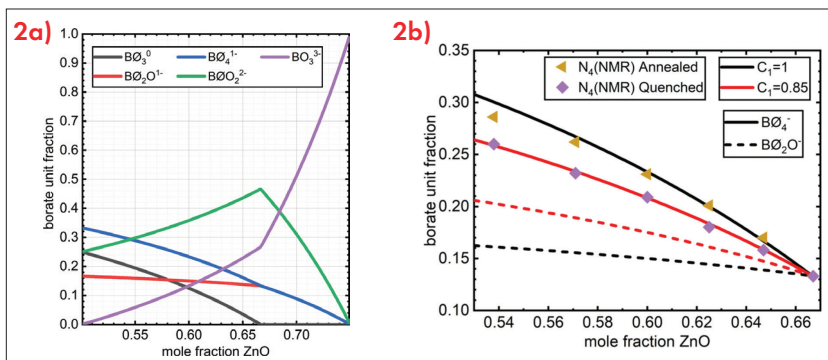 2a)
1.0
0.9
0.8
0.7
0.6
0.5
0.4
0.3
0.2
0.1
0.0
borate unit fraction
BØ₃⁰ BØ₄¹⁻ BO₃³⁻
BØ₂O¹⁻ BØO₂²⁻
0.55 0.60 0.65 0.70
mole fraction ZnO
2b)
0.35
0.30
0.25
0.20
0.15
0.10
borate unit fraction
N₄(NMR) Annealed C₁=1
N₄(NMR) Quenched C₁=0.85
BØ₄⁻
BØ₂O⁻
0.54 0.56 0.58 0.60 0.62 0.64 0.66
mole fraction ZnO